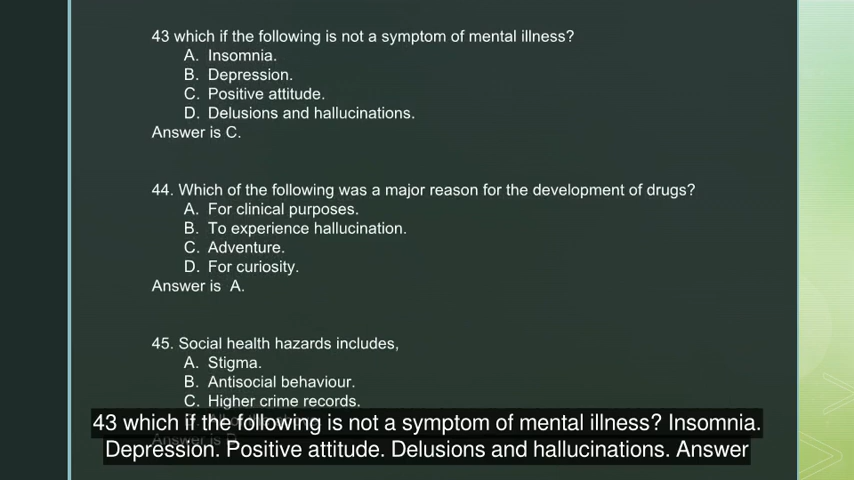 43 which if the following is not a symptom of mental illness?
A. Insomnia.
B. Depression.
C. Positive attitude.
D. Delusions and hallucinations.
Answer is C.
44. Which of the following was a major reason for the development of drugs?
A. For clinical purposes.
B. To experience hallucination.
C. Adventure.
D. For curiosity.
Answer is A.
45. Social health hazards includes,
A. Stigma.
B. Antisocial behaviour.
C. Higher crime records.
Answer is D
43 which if the following is not a symptom of mental illness? Insomnia.
Depression. Positive attitude. Delusions and hallucinations. Answer